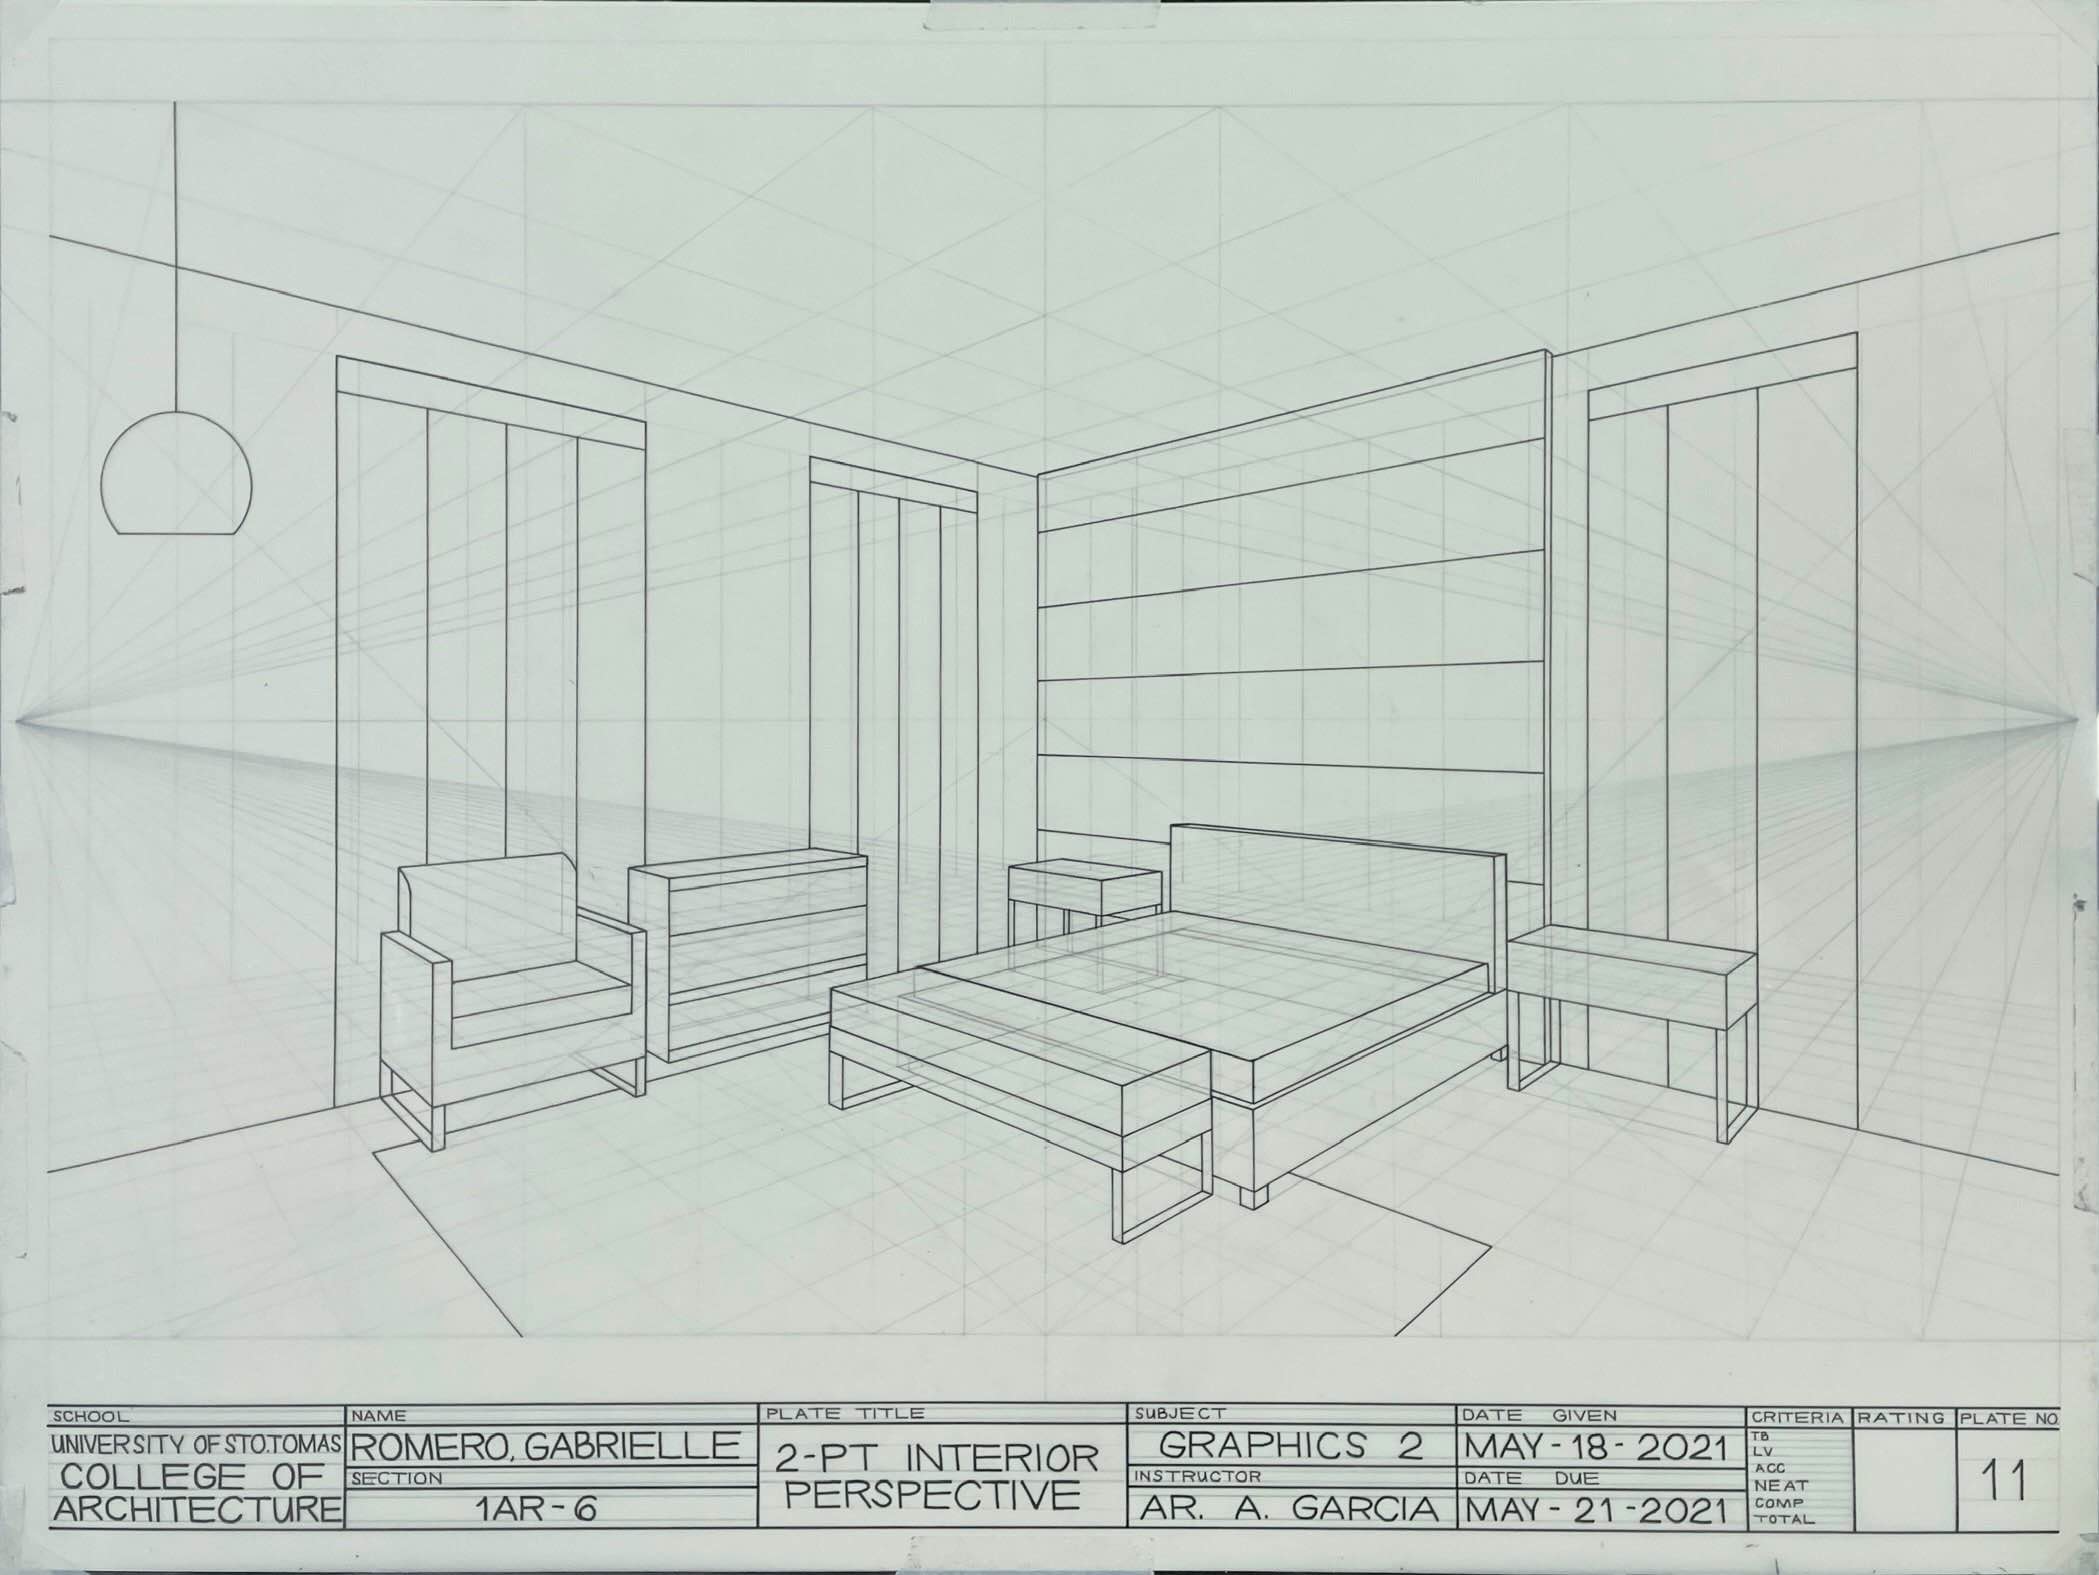 SCHOOL
UNIVERSITY OF STO.TOMAS
COLLEGE OF
ARCHITECTURE
NAME
ROMERO, GABRIELLE
SECTION
1AR-6
PLATE TITLE
2-PT INTERIOR
PERSPECTIVE
SUBJECT
GRAPHICS 2
INSTRUCTOR
AR. A. GARCIA
DATE GIVEN
MAY-18-2021
DATE DUE
MAY-21-2021
CRITERIA
TB
LV
ACC
NEAT
COMP
TOTAL
RATING
PLATE NO.
11